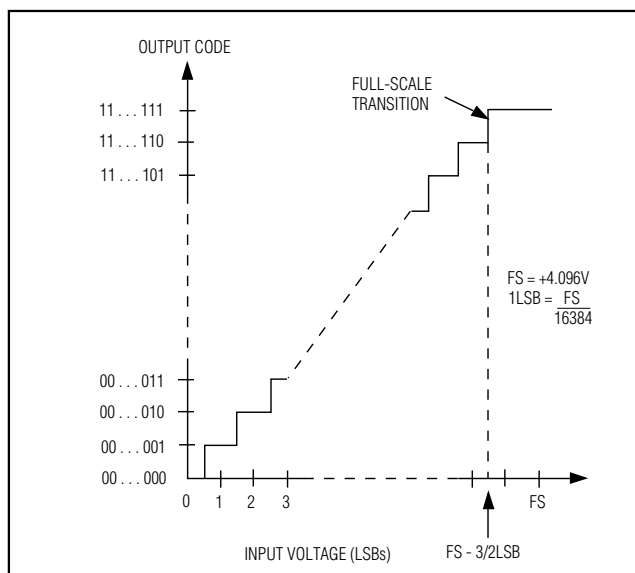 OUTPUT CODE
FULL-SCALE
TRANSITION
11 . . . 111
11 . . . 110
11 . . . 101
FS = +4.096V
1LSB = FS
16384
00 . . . 011
00 . . . 010
00 . . . 001
00 . . . 000
0
1
2
3
FS
INPUT VOLTAGE (LSBs)
FS - 3/2LSB